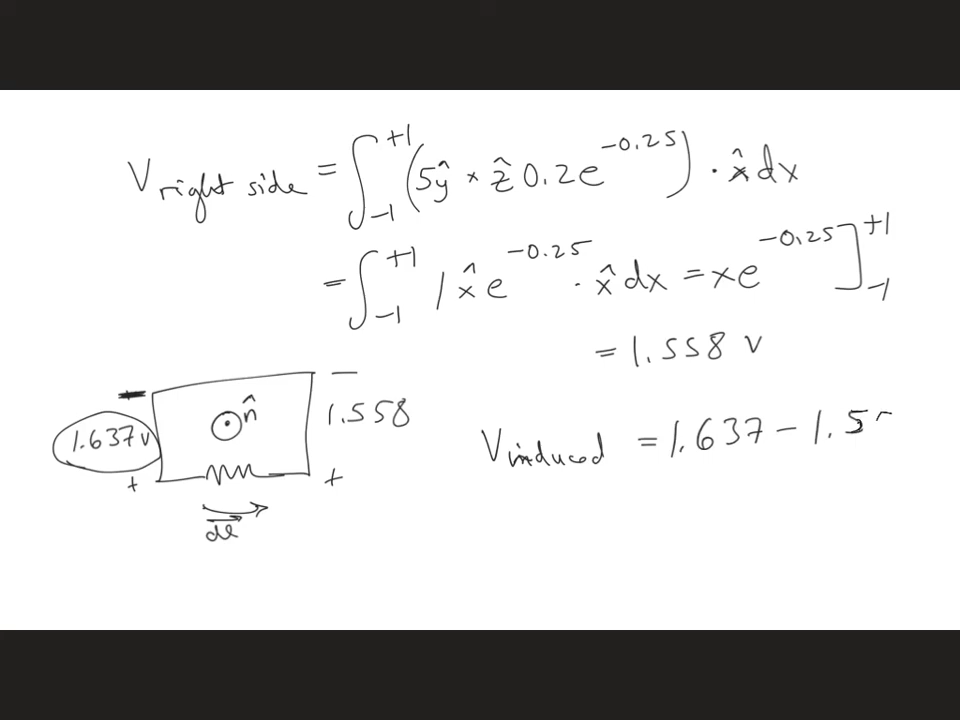 V right side = ∫₋₁⁺¹ (5ŷ × ẑ 0.2e^-0.25) · x̂ dx
= ∫₋₁⁺¹ 1 x̂ e^-0.25 · x̂ dx = xe^-0.25 ]₋₁⁺¹
= 1.558 v
− −
1.637v n̂ 1.558
+ +
dl
V induced = 1.637 − 1.5